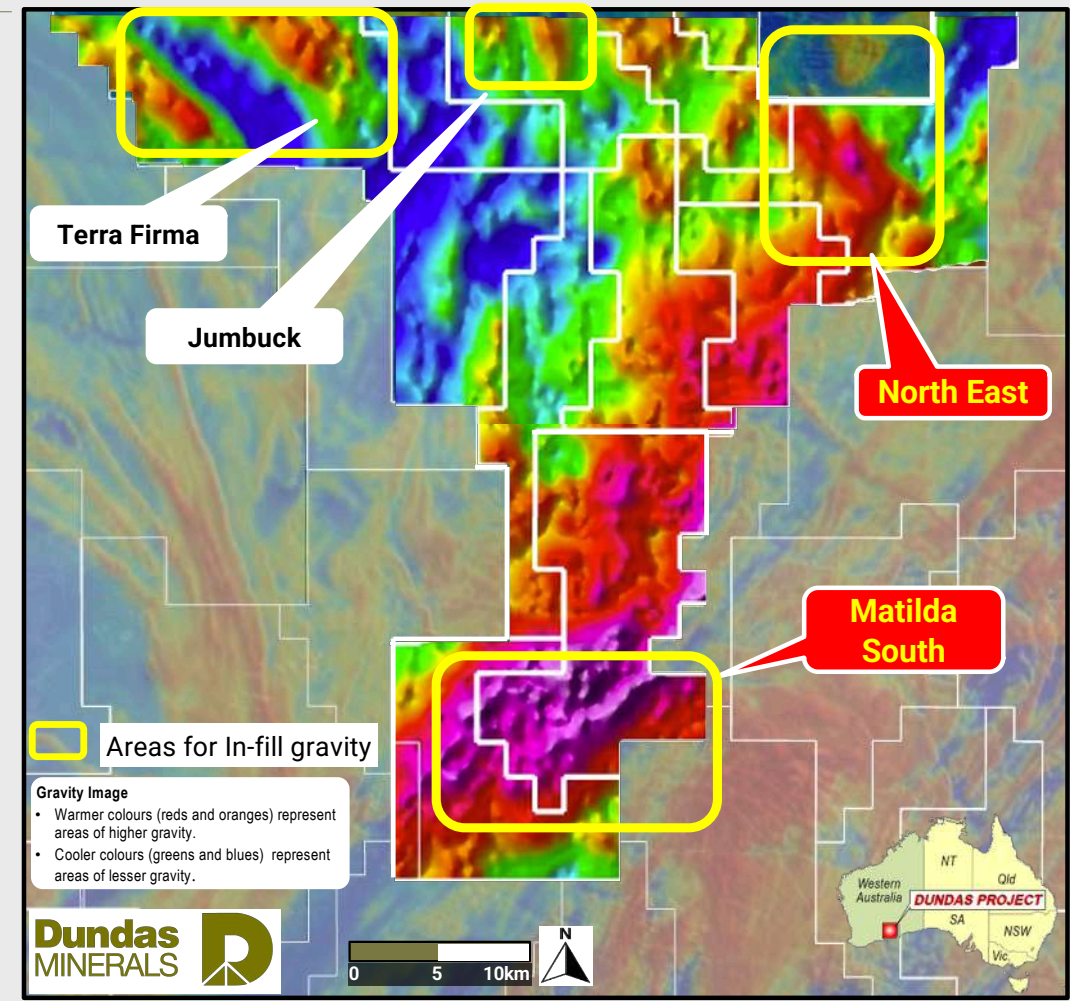 Terra Firma
Jumbuck
North East
Matilda
South
Areas for In-fill gravity
Gravity Image
• Warmer colours (reds and oranges) represent
areas of higher gravity.
• Cooler colours (greens and blues) represent
areas of lesser gravity.
Dundas
MINERALS
0 5 10km
N
NT
Qld
Western
Australia
DUNDAS PROJECT
SA
NSW
Vic.